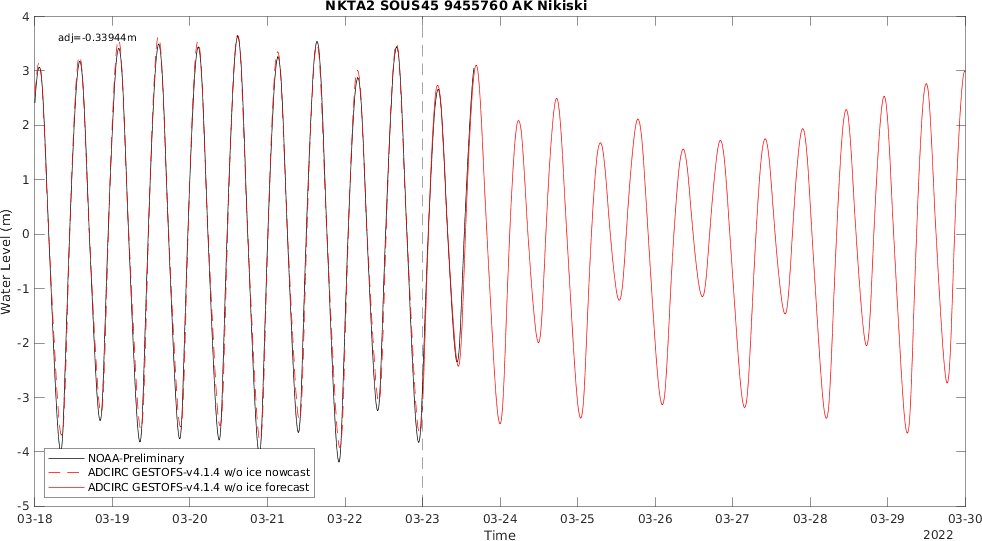 NKTA2 SOUS45 9455760 AK Nikiski
adj=-0.33944m
Water Level (m)
4
3
2
1
0
-1
-2
-3
-4
-5
NOAA-Preliminary
ADCIRC GESTOFS-v4.1.4 w/o ice nowcast
ADCIRC GESTOFS-v4.1.4 w/o ice forecast
03-18 03-19 03-20 03-21 03-22 03-23 03-24 03-25 03-26 03-27 03-28 03-29 03-30
Time
2022